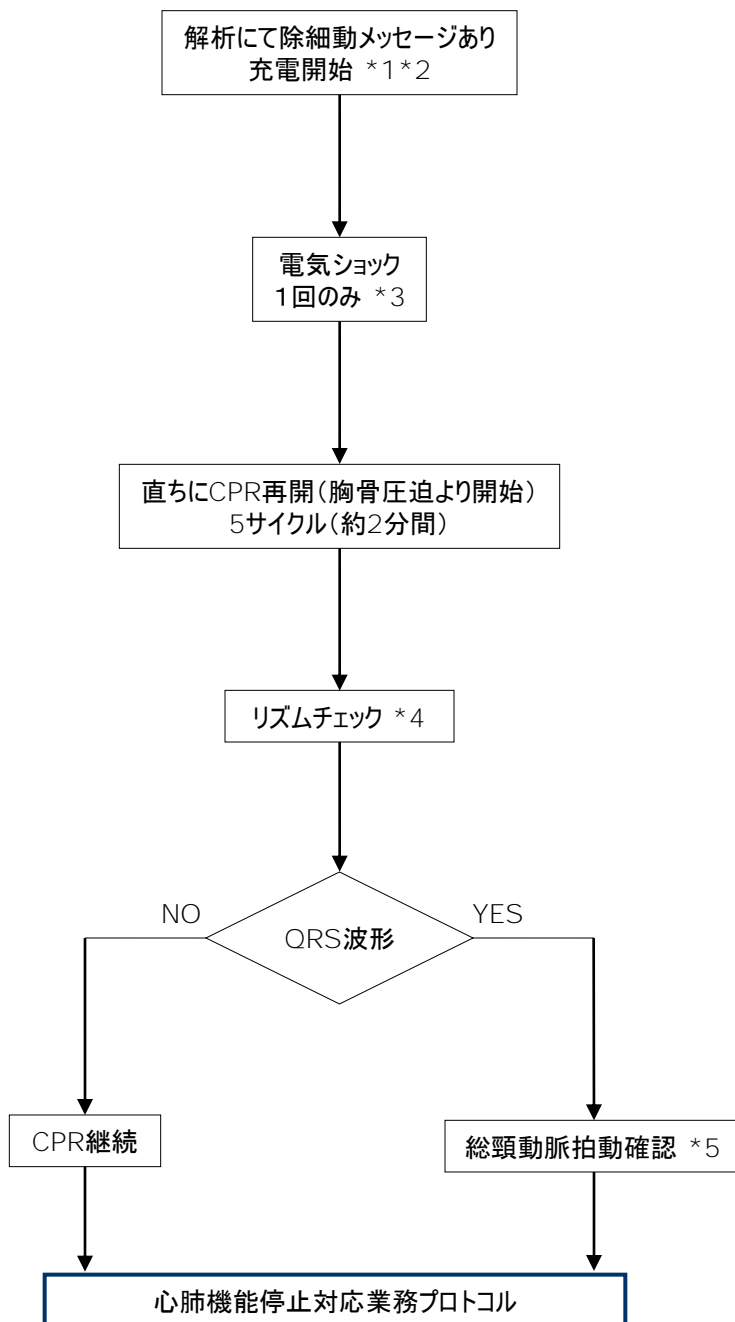 解析にて除細動メッセージあり
充電開始 *1*2
電気ショック
1回のみ *3
直ちにCPR再開(胸骨圧迫より開始)
5サイクル(約2分間)
リズムチェック *4
NO
YES
QRS波形
CPR継続
総頸動脈拍動確認 *5
心肺機能停止対応業務プロトコル